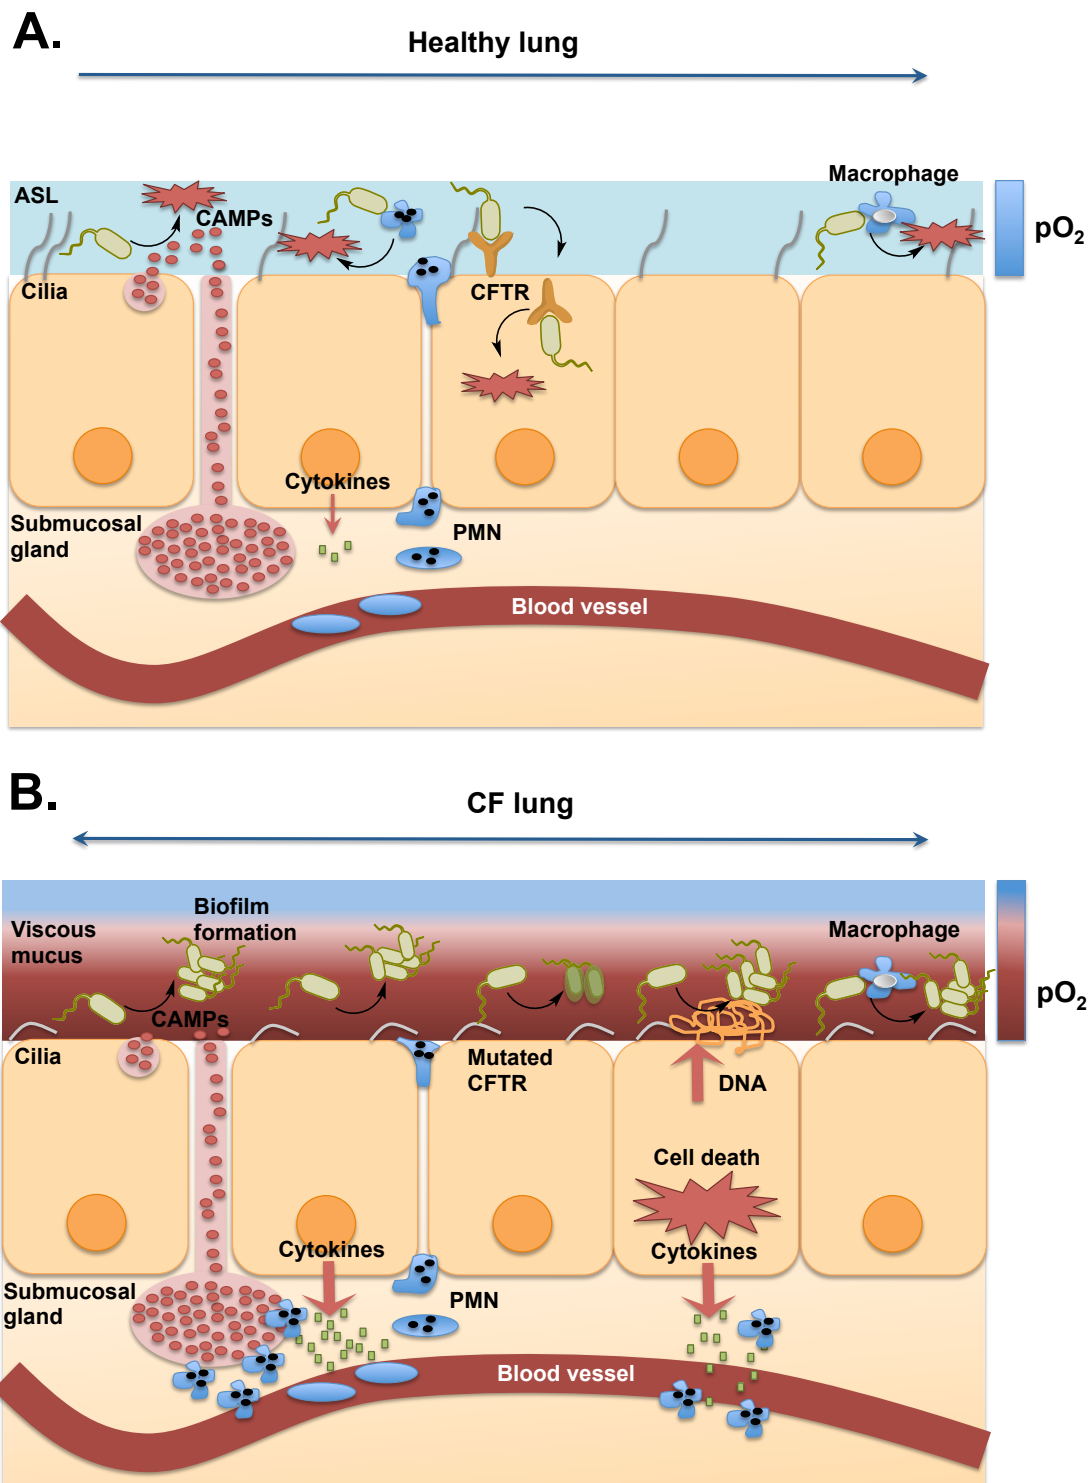 A.
Healthy lung
ASL
CAMPs
Macrophage
pO2
Cilia
CFTR
Cytokines
Submucosal
gland
PMN
Blood vessel
B.
CF lung
Biofilm
formation
Viscous
mucus
Macrophage
pO2
CAMPs
Cilia
Mutated
CFTR
DNA
Cell death
Cytokines
Cytokines
Submucosal
gland
PMN
Blood vessel